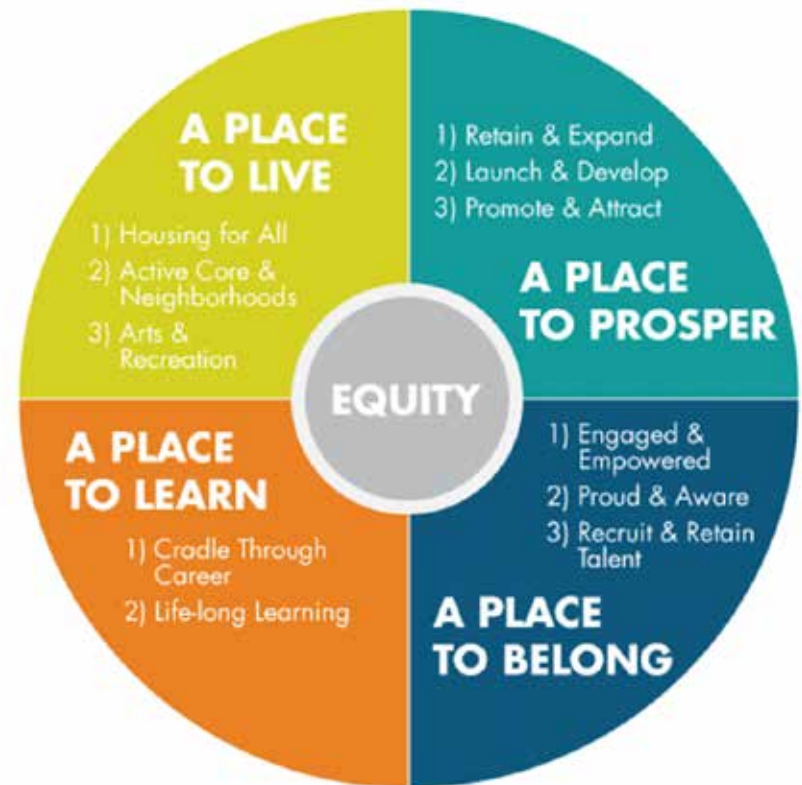 A PLACE
TO LIVE
1) Housing for All
2) Active Core &
Neighborhoods
3) Arts &
Recreation
1) Retain & Expand
2) Launch & Develop
3) Promote & Attract
A PLACE
TO PROSPER
EQUITY
A PLACE
TO LEARN
1) Cradle Through
Career
2) Life-long Learning
1) Engaged &
Empowered
2) Proud & Aware
3) Recruit & Retain
Talent
A PLACE
TO BELONG